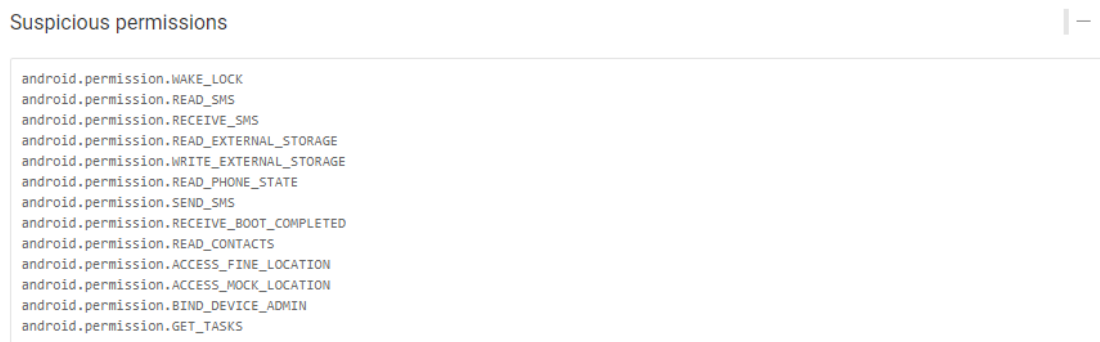 Suspicious permissions
android.permission.WAKE_LOCK
android.permission.READ_SMS
android.permission.RECEIVE_SMS
android.permission.READ_EXTERNAL_STORAGE
android.permission.WRITE_EXTERNAL_STORAGE
android.permission.READ_PHONE_STATE
android.permission.SEND_SMS
android.permission.RECEIVE_BOOT_COMPLETED
android.permission.READ_CONTACTS
android.permission.ACCESS_FINE_LOCATION
android.permission.ACCESS_MOCK_LOCATION
android.permission.BIND_DEVICE_ADMIN
android.permission.GET_TASKS